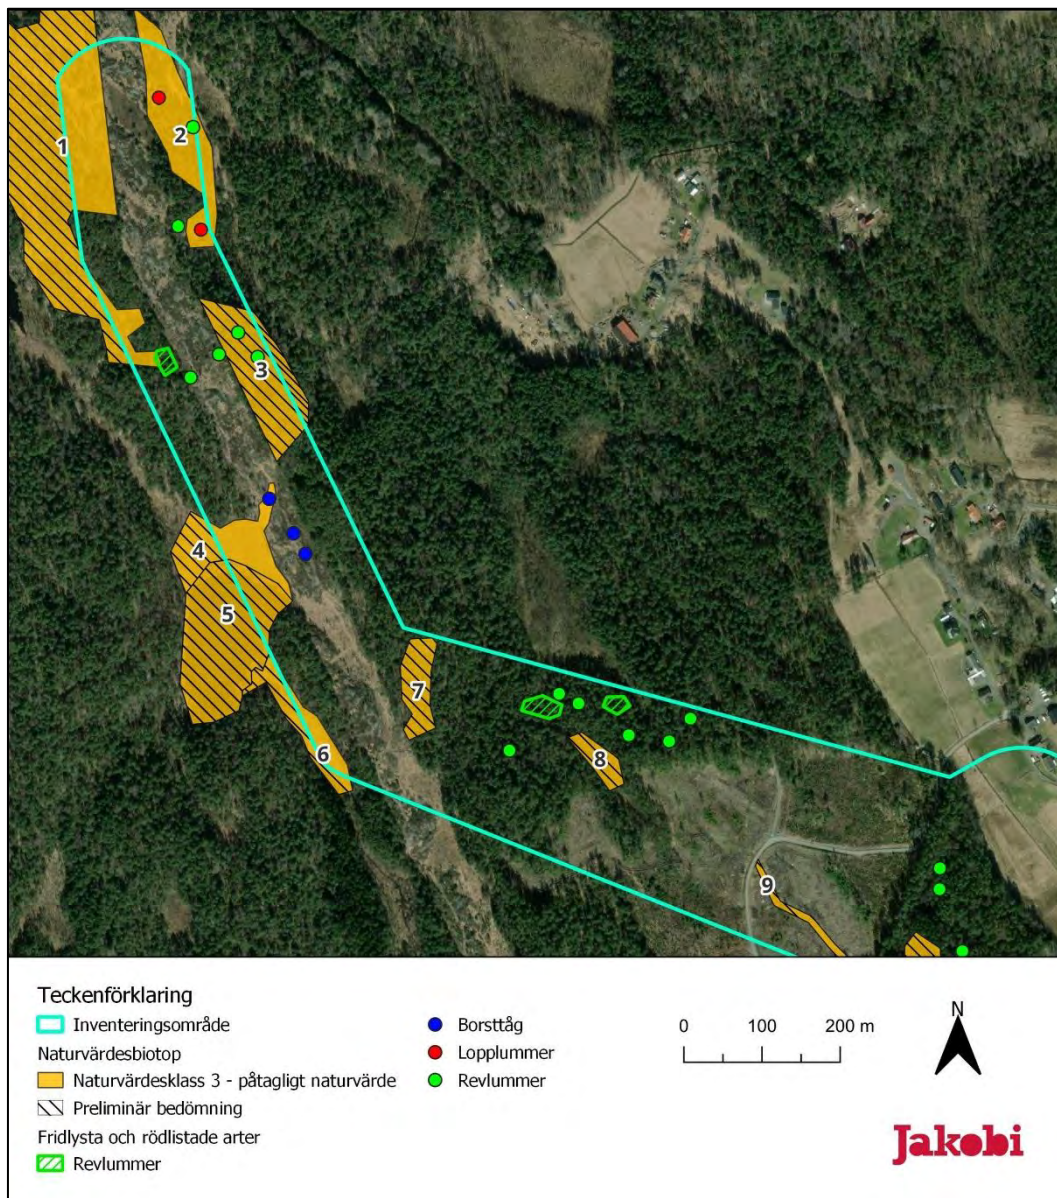 1
2
3
4
5
6
7
8
9
Teckenförklaring
Inventeringsområde
Naturvärdesbiotop
Naturvärdesklass 3 - påtagligt naturvärde
Preliminär bedömning
Fridlysta och rödlistade arter
Revlummer
Borsttåg
Lopplummer
Revlummer
0 100 200 m
N
Jakobi